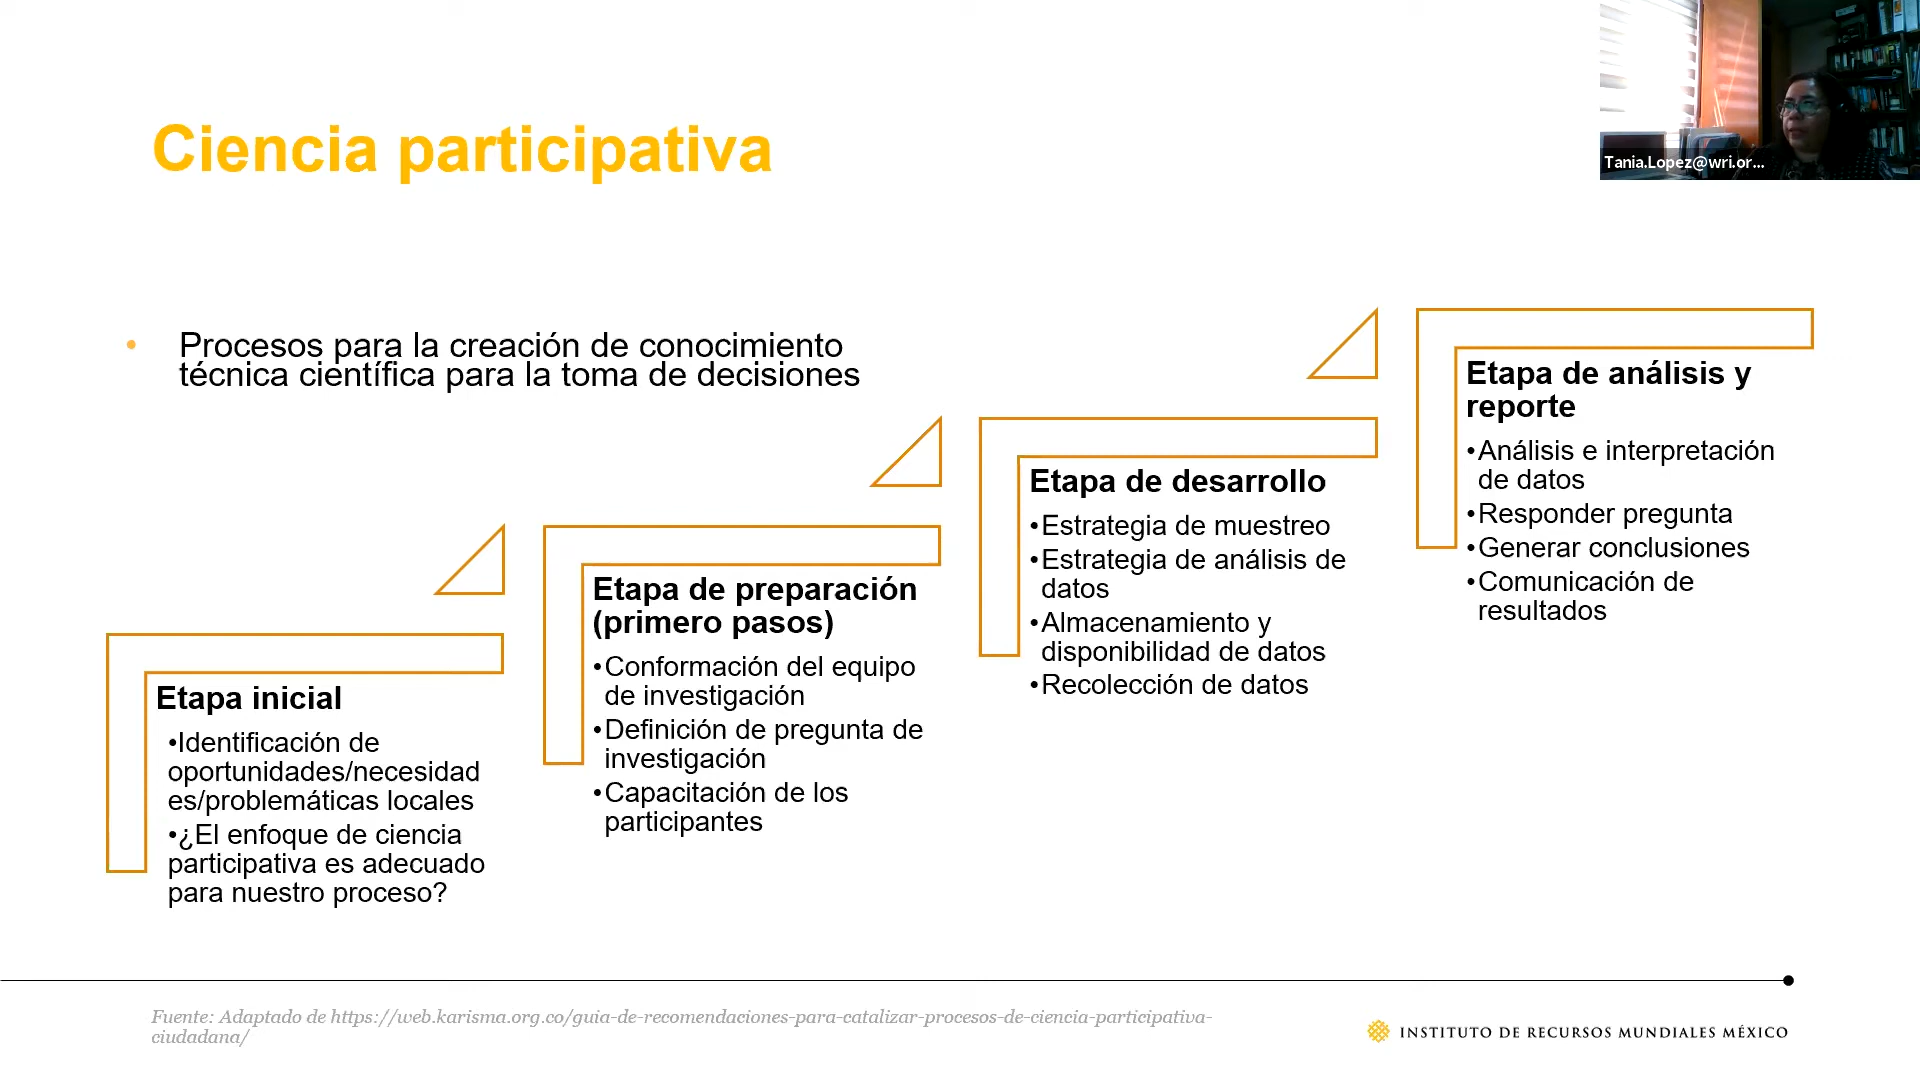 Ciencia participativa
Tania.Lopez@wri.or...
• Procesos para la creación de conocimiento
técnica científica para la toma de decisiones
Etapa inicial
•Identificación de
oportunidades/necesidad
es/problemáticas locales
•¿El enfoque de ciencia
participativa es adecuado
para nuestro proceso?
Etapa de preparación
(primero pasos)
•Conformación del equipo
de investigación
•Definición de pregunta de
investigación
•Capacitación de los
participantes
Etapa de desarrollo
•Estrategia de muestreo
•Estrategia de análisis de
datos
•Almacenamiento y
disponibilidad de datos
•Recolección de datos
Etapa de análisis y
reporte
•Análisis e interpretación
de datos
•Responder pregunta
•Generar conclusiones
•Comunicación de
resultados
Fuente: Adaptado de https://web.karisma.org.co/guia-de-recomendaciones-para-catalizar-procesos-de-ciencia-participativa-
ciudadana/
INSTITUTO DE RECURSOS MUNDIALES MÉXICO